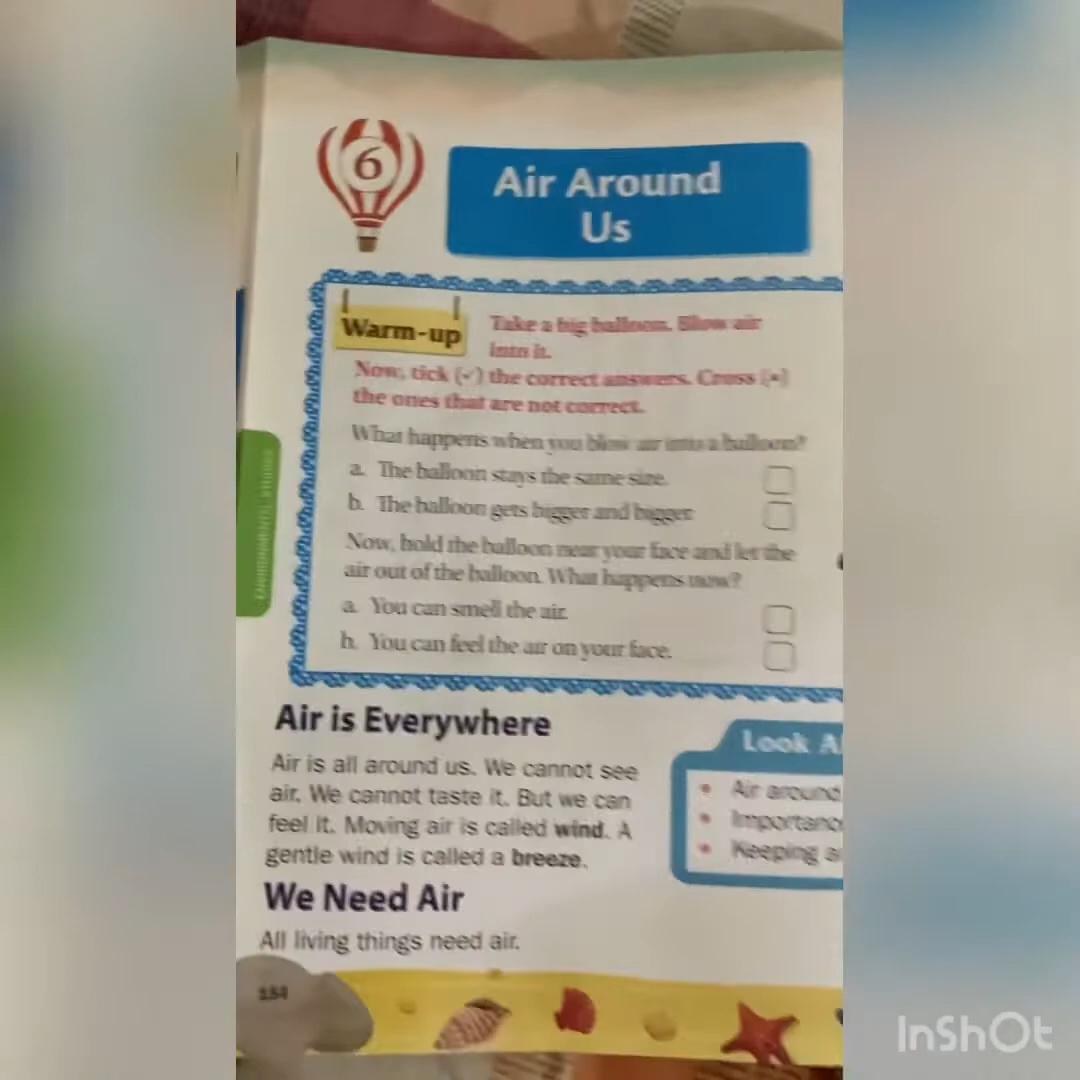 6
Air Around
Us
Warm-up
Take a big balloon. Blow air
into it.
Now, tick (✓) the correct answers. Cross (×)
the ones that are not correct.
What happens when you blow air into a balloon?
a. The balloon stays the same size.
b. The balloon gets bigger and bigger.
Now, hold the balloon near your face and let the
air out of the balloon. What happens now?
a. You can smell the air.
b. You can feel the air on your face.
Air is Everywhere
Air is all around us. We cannot see
air. We cannot taste it. But we can
feel it. Moving air is called wind. A
gentle wind is called a breeze.
Look A
• Air around
• Importanc
• Keeping a
We Need Air
All living things need air.
InShOt